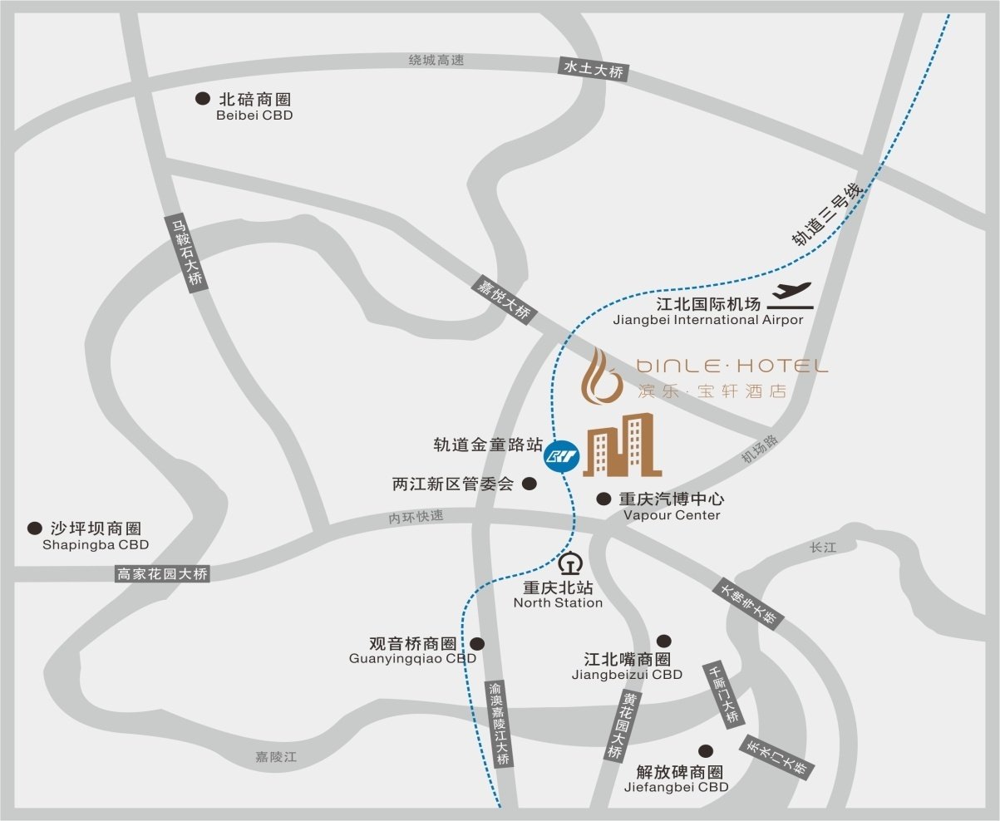 绕城高速
水土大桥
北碚商圈
Beibei CBD
马鞍石大桥
轨道三号线
嘉悦大桥
江北国际机场
Jiangbei International Airpor
bINLE·HOTEL
滨乐·宝轩酒店
轨道金童路站
机场路
两江新区管委会
重庆汽博中心
Vapour Center
内环快速
沙坪坝商圈
Shapingba CBD
长江
高家花园大桥
重庆北站
North Station
大佛寺大桥
观音桥商圈
Guanyingqiao CBD
江北嘴商圈
Jiangbeizui CBD
千厮门大桥
渝澳嘉陵江大桥
黄花园大桥
嘉陵江
东水门大桥
解放碑商圈
Jiefangbei CBD